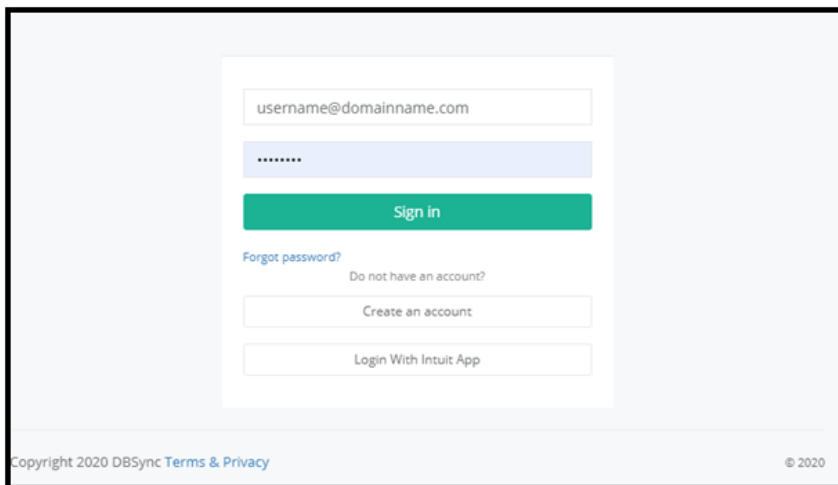 username@domainname.com
••••••••
Sign in
Forgot password?
Do not have an account?
Create an account
Login With Intuit App
Copyright 2020 DBSync Terms & Privacy
© 2020